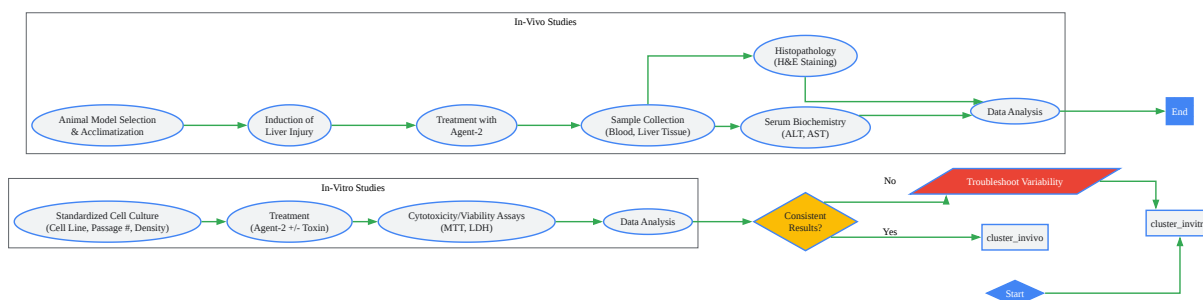 In-Vivo Studies
Histopathology
(H&E Staining)
Animal Model Selection
& Acclimatization
Induction of
Liver Injury
Treatment with
Agent-2
Sample Collection
(Blood, Liver Tissue)
Serum Biochemistry
(ALT, AST)
Data Analysis
End
In-Vitro Studies
Standardized Cell Culture
(Cell Line, Passage #, Density)
Treatment
(Agent-2 +/- Toxin)
Cytotoxicity/Viability Assays
(MTT, LDH)
Data Analysis
Consistent
Results?
No
Troubleshoot Variability
Yes
cluster_invivo
cluster_invitr
Start